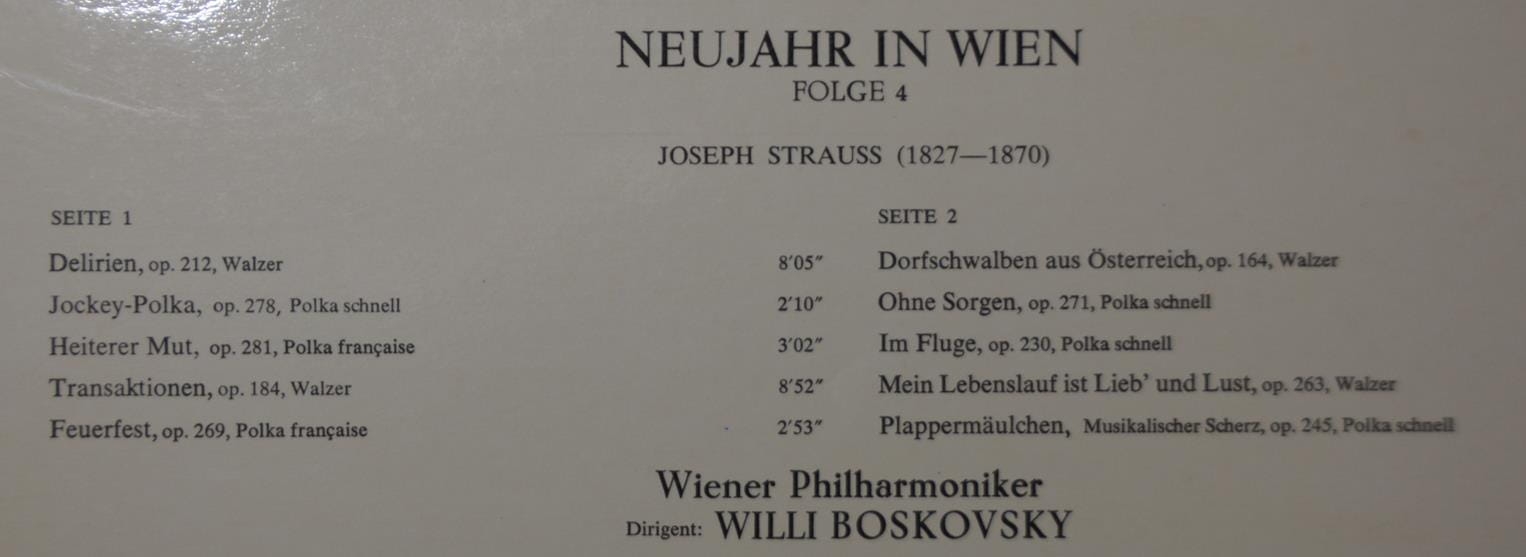 NEUJAHR IN WIEN
FOLGE 4
JOSEPH STRAUSS (1827—1870)
SEITE 1
Delirien, op. 212, Walzer 8′05″
Jockey-Polka, op. 278, Polka schnell 2′10″
Heiterer Mut, op. 281, Polka française 3′02″
Transaktionen, op. 184, Walzer 8′52″
Feuerfest, op. 269, Polka française 2′53″
SEITE 2
Dorfschwalben aus Österreich, op. 164, Walzer
Ohne Sorgen, op. 271, Polka schnell
Im Fluge, op. 230, Polka schnell
Mein Lebenslauf ist Lieb’ und Lust, op. 263, Walzer
Plappermäulchen, Musikalischer Scherz, op. 245, Polka schnell
Wiener Philharmoniker
Dirigent: WILLI BOSKOVSKY